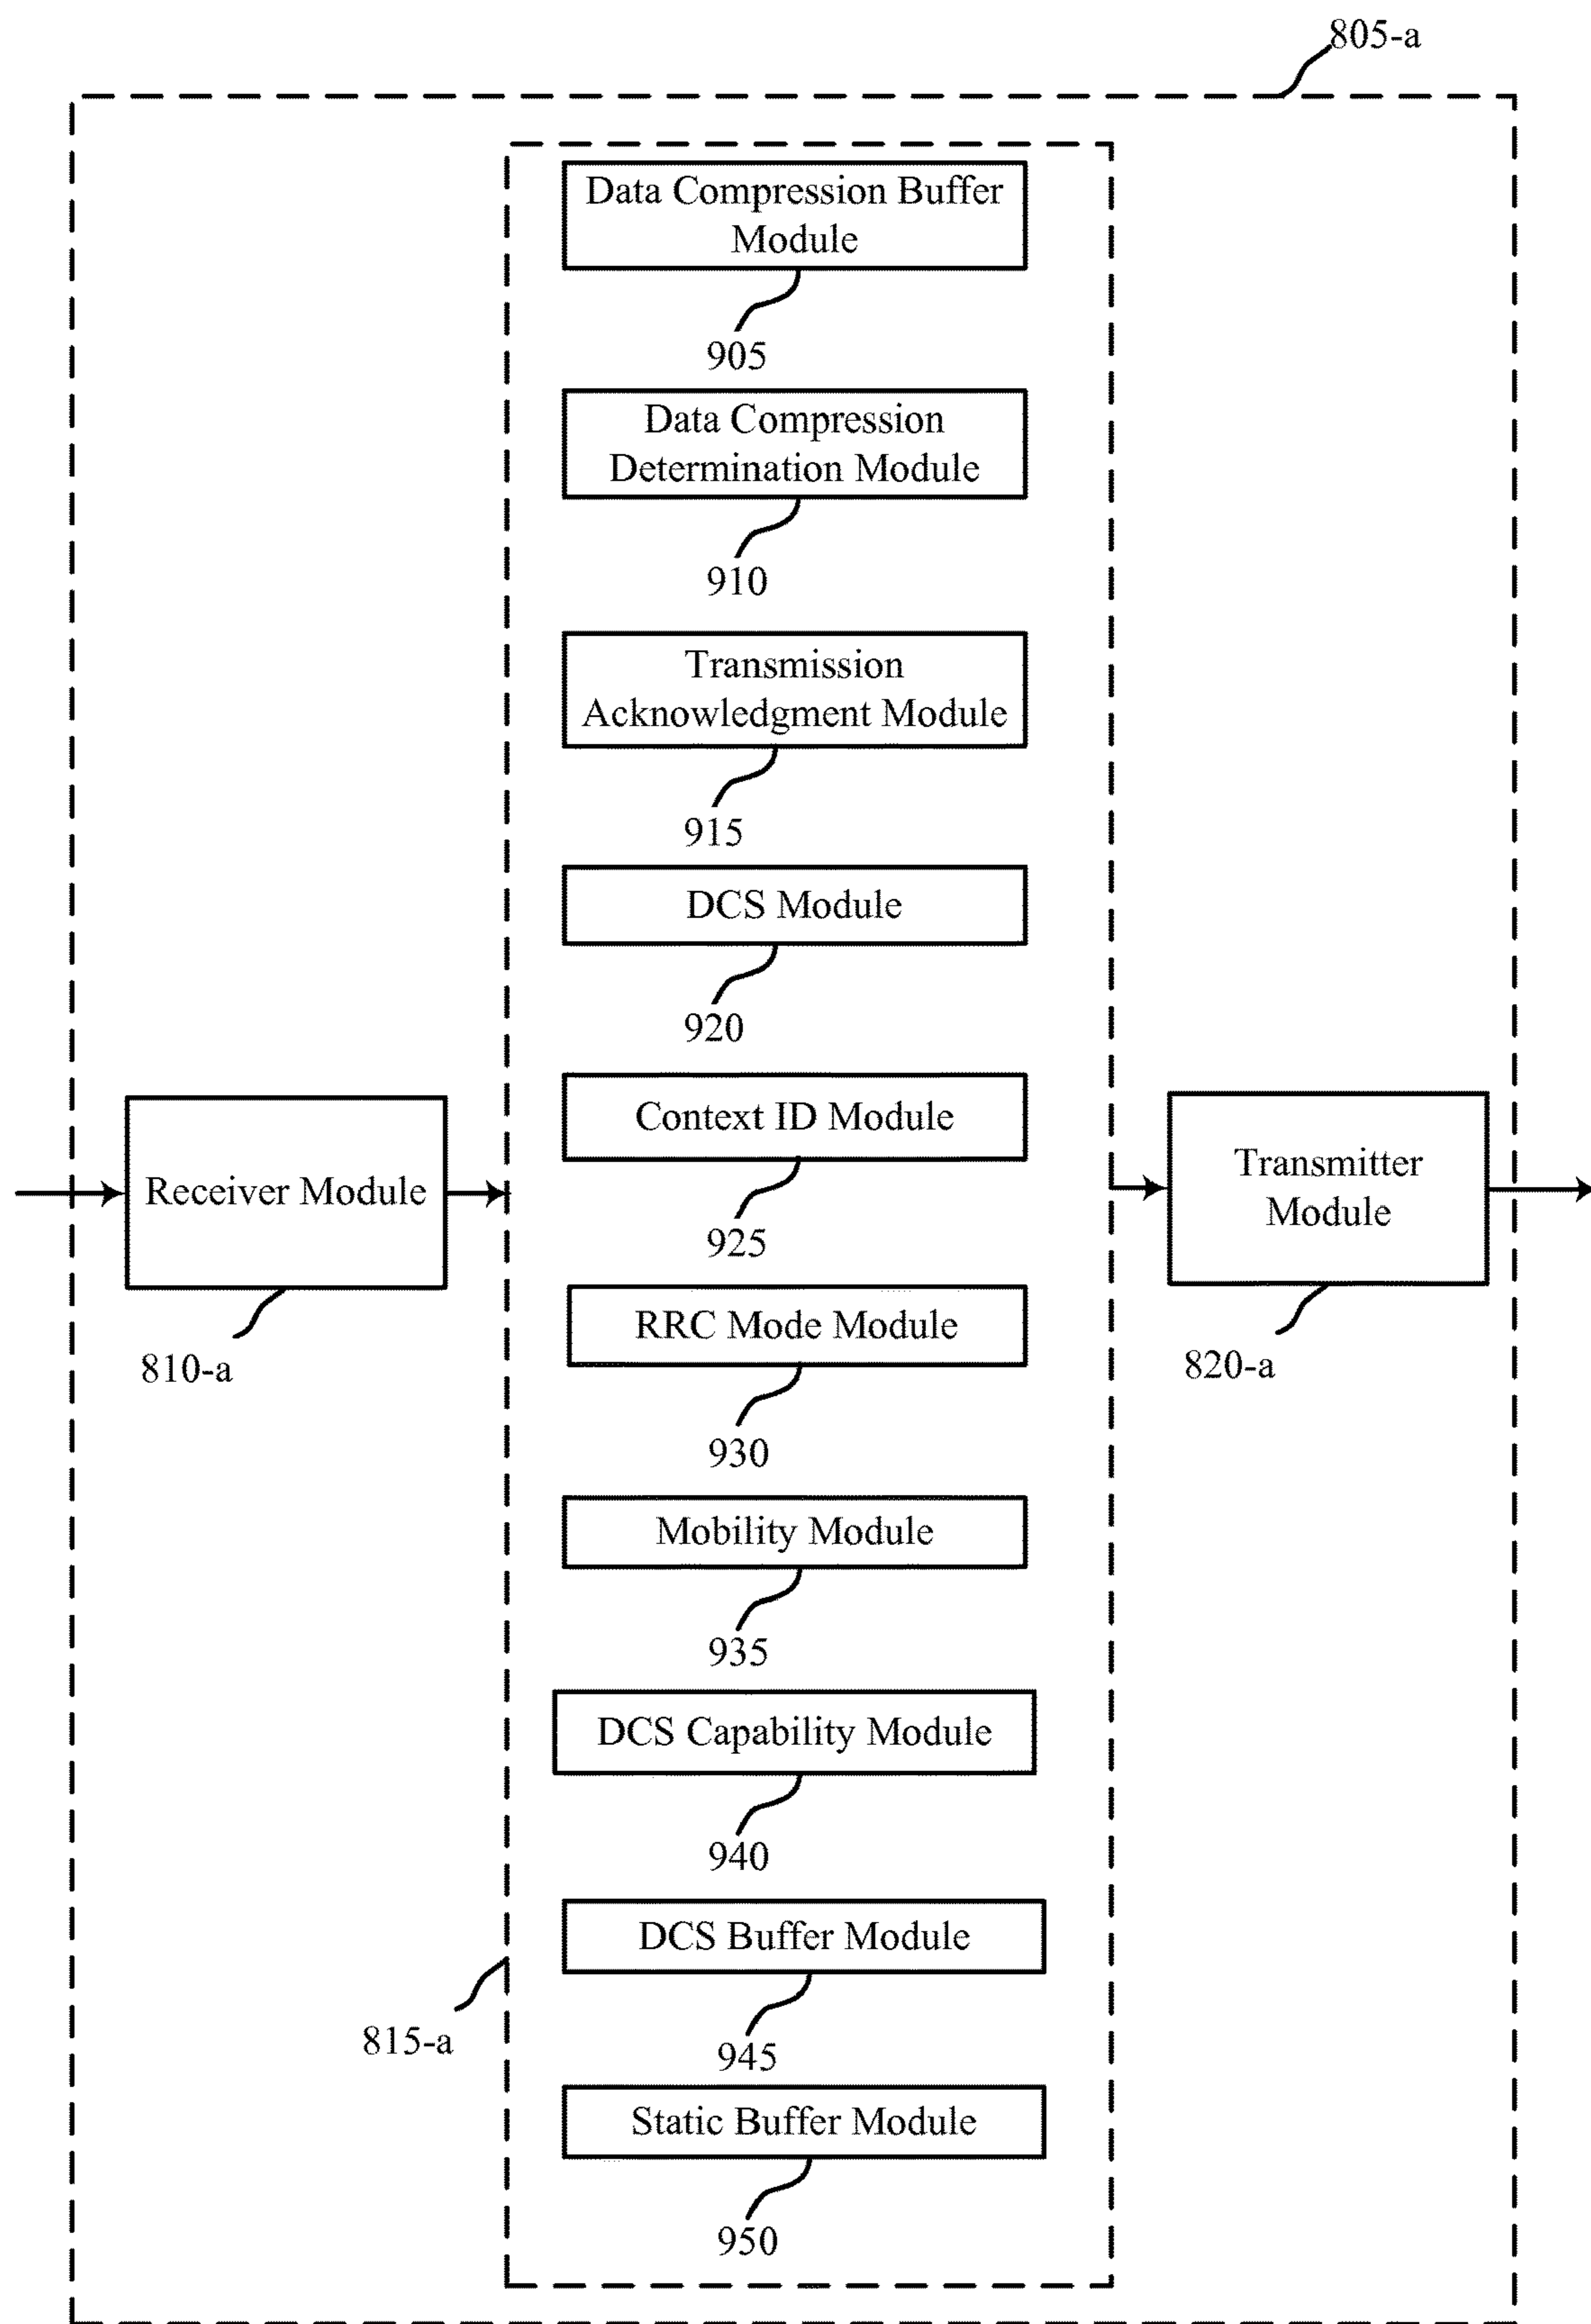 805-a
Data Compression Buffer
Module
905
Data Compression
Determination Module
910
Transmission
Acknowledgment Module
915
DCS Module
920
Context ID Module
925
Receiver Module
810-a
Transmitter
Module
820-a
RRC Mode Module
930
Mobility Module
935
DCS Capability Module
940
DCS Buffer Module
945
815-a
Static Buffer Module
950